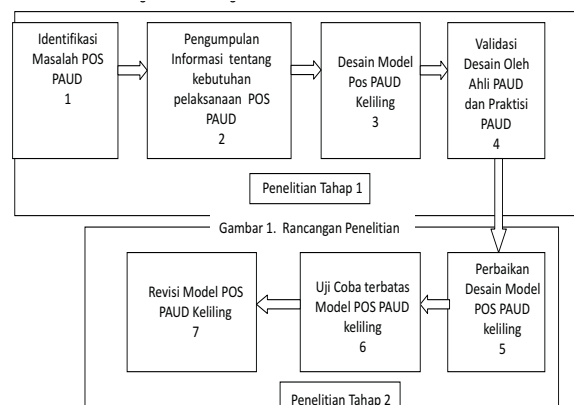 Identifikasi
Masalah POS
PAUD
1
Pengumpulan
Informasi tentang
kebutuhan
pelaksanaan POS
PAUD
2
Desain Model
Pos PAUD
Keliling
3
Validasi
Desain Oleh
Ahli PAUD
dan Praktisi
PAUD
4
Penelitian Tahap 1
Gambar 1. Rancangan Penelitian
Perbaikan
Desain Model
POS PAUD
keliling
5
Uji Coba terbatas
Model POS PAUD
keliling
6
Revisi Model POS
PAUD Keliling
7
Penelitian Tahap 2